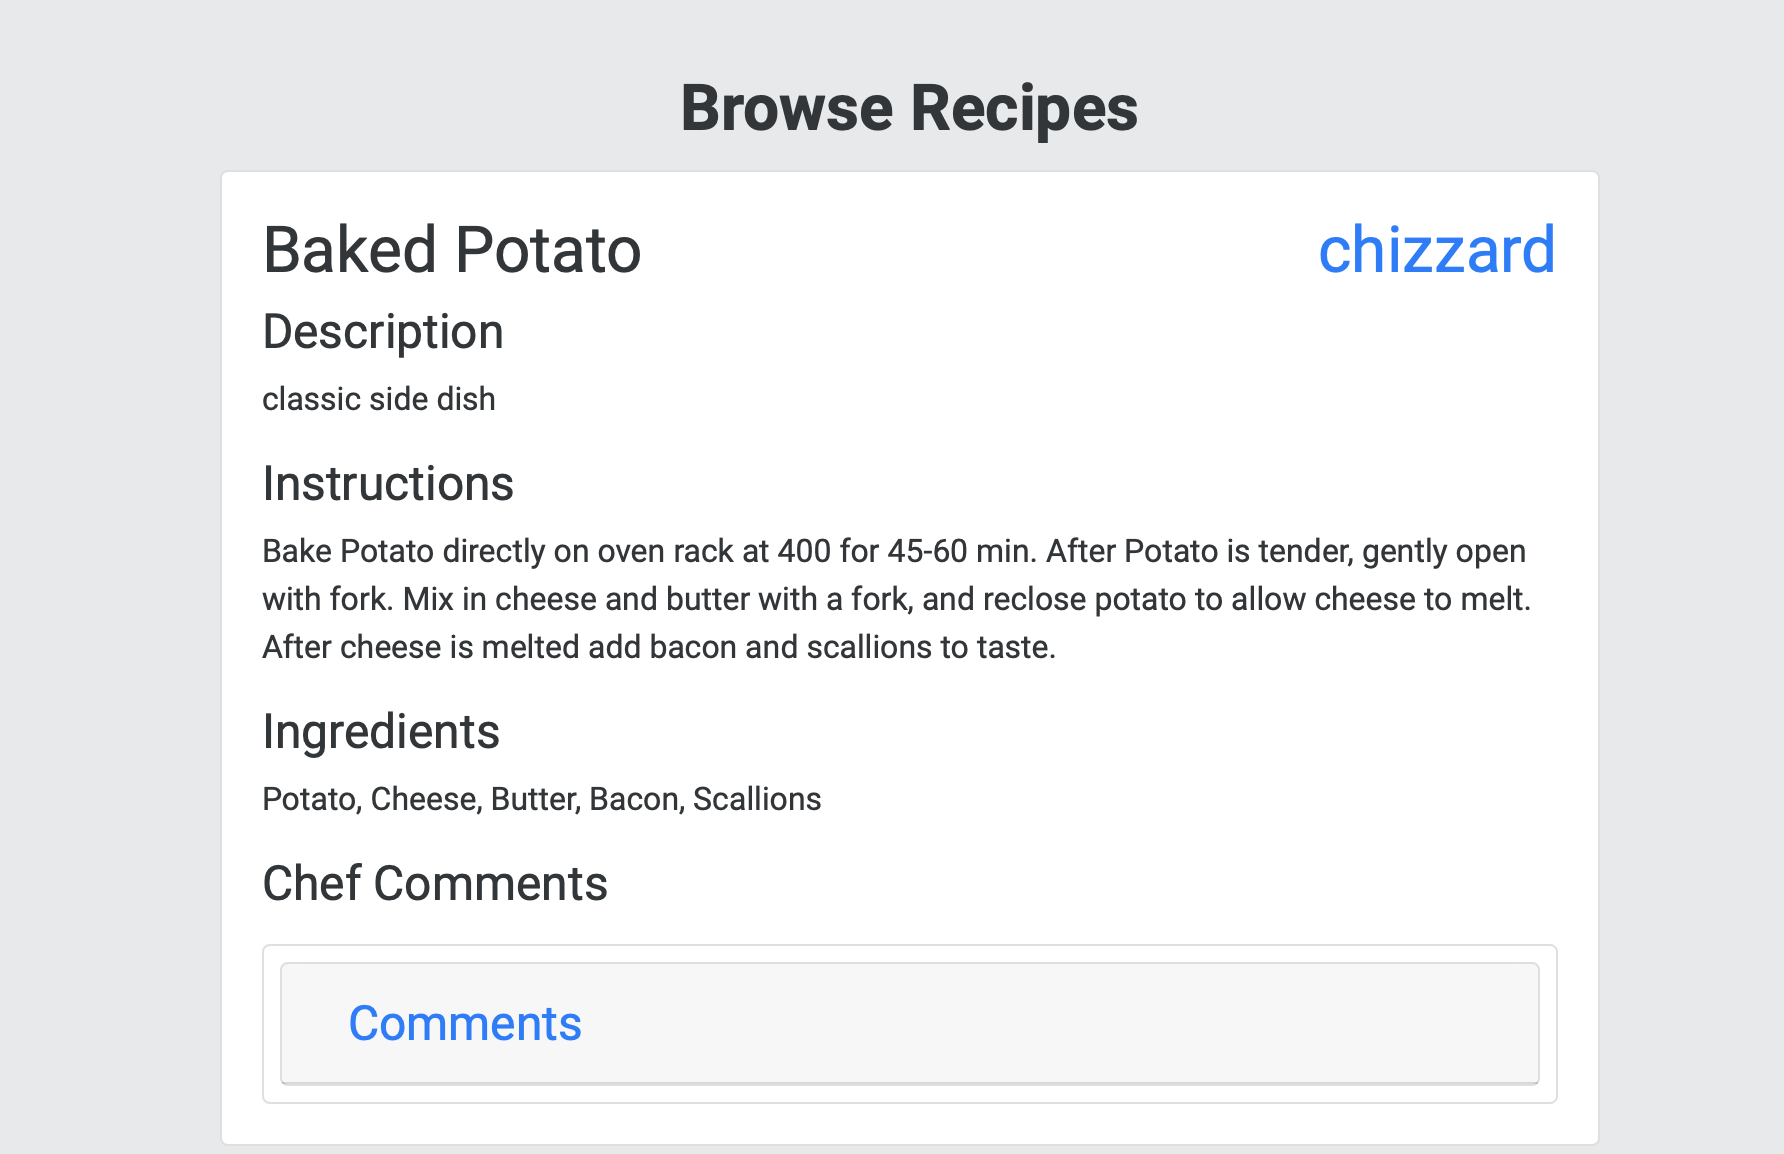 Browse Recipes
Baked Potato
chizzard
Description
classic side dish
Instructions
Bake Potato directly on oven rack at 400 for 45-60 min. After Potato is tender, gently open
with fork. Mix in cheese and butter with a fork, and reclose potato to allow cheese to melt.
After cheese is melted add bacon and scallions to taste.
Ingredients
Potato, Cheese, Butter, Bacon, Scallions
Chef Comments
Comments